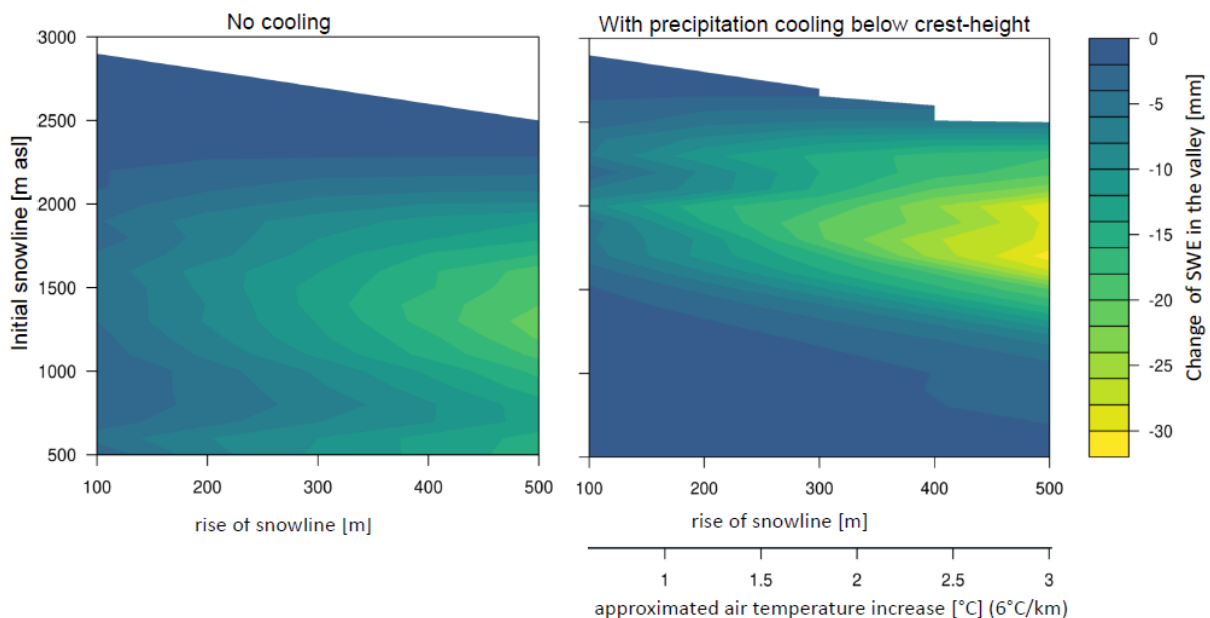 No cooling
With precipitation cooling below crest-height
3000
2500
2000
1500
1000
500
Initial snowline [m asl]
100 200 300 400 500
rise of snowline [m]
100 200 300 400 500
rise of snowline [m]
0
-5
-10
-15
-20
-25
-30
Change of SWE in the valley [mm]
1 1.5 2 2.5 3
approximated air temperature increase [°C] (6°C/km)